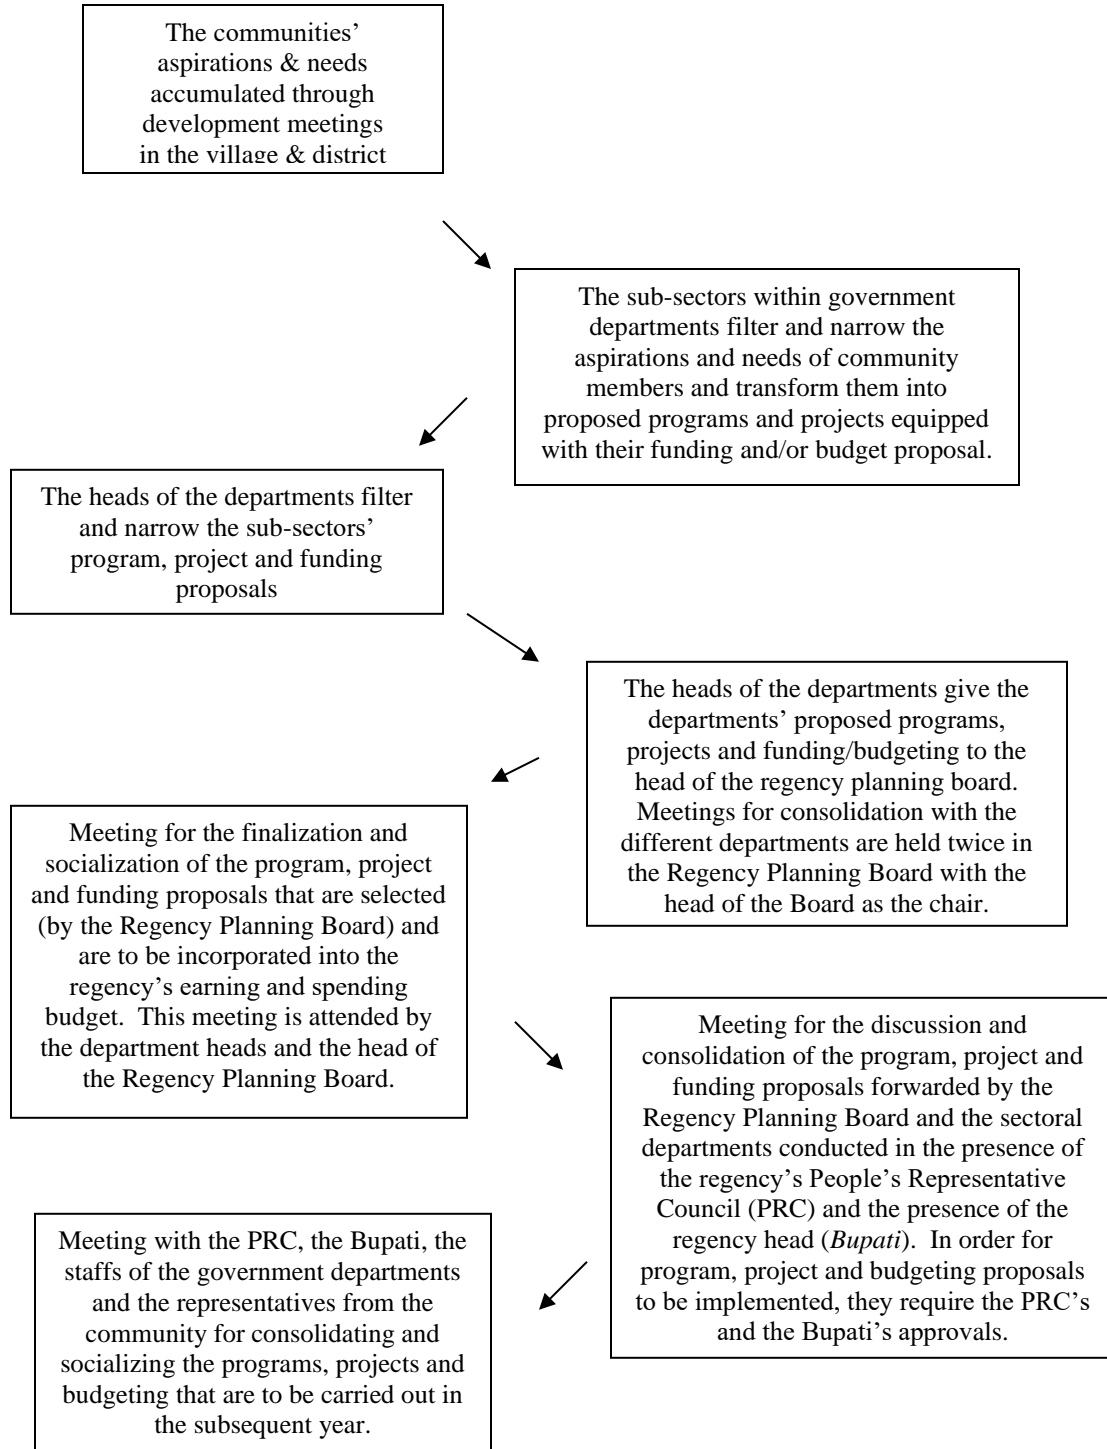 The communities’
aspirations & needs
accumulated through
development meetings
in the village & district
The sub-sectors within government
departments filter and narrow the
aspirations and needs of community
members and transform them into
proposed programs and projects equipped
with their funding and/or budget proposal.
The heads of the departments filter
and narrow the sub-sectors’
program, project and funding
proposals
The heads of the departments give the
departments’ proposed programs,
projects and funding/budgeting to the
head of the regency planning board.
Meetings for consolidation with the
different departments are held twice in
the Regency Planning Board with the
head of the Board as the chair.
Meeting for the finalization and
socialization of the program, project
and funding proposals that are selected
(by the Regency Planning Board) and
are to be incorporated into the
regency’s earning and spending
budget.  This meeting is attended by
the department heads and the head of
the Regency Planning Board.
Meeting for the discussion and
consolidation of the program, project and
funding proposals forwarded by the
Regency Planning Board and the sectoral
departments conducted in the presence of
the regency’s People’s Representative
Council (PRC) and the presence of the
regency head (Bupati).  In order for
program, project and budgeting proposals
to be implemented, they require the PRC’s
and the Bupati’s approvals.
Meeting with the PRC, the Bupati, the
staffs of the government departments
and the representatives from the
community for consolidating and
socializing the programs, projects and
budgeting that are to be carried out in
the subsequent year.